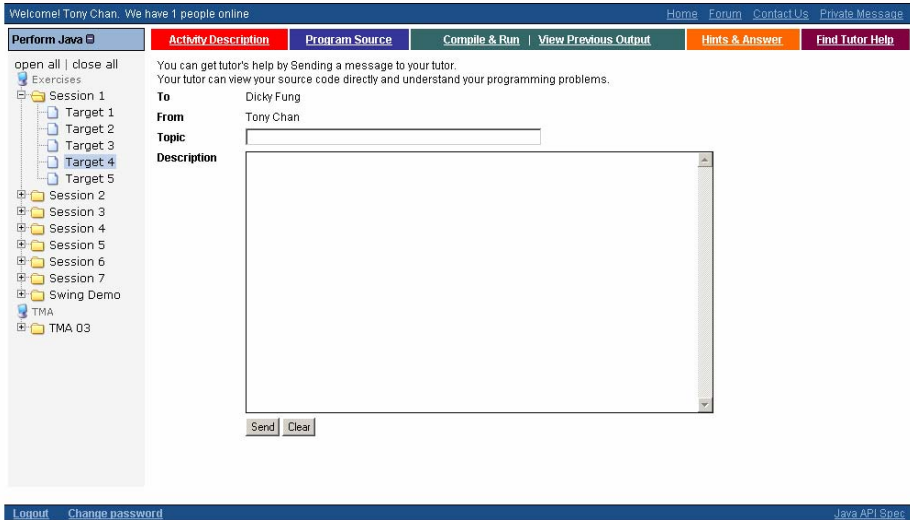 Welcome! Tony Chan. We have 1 people online
Home Forum Contact Us Private Message
Perform Java
Activity Description Program Source Compile & Run | View Previous Output Hints & Answer Find Tutor Help
open all | close all
Exercises
Session 1
Target 1
Target 2
Target 3
Target 4
Target 5
Session 2
Session 3
Session 4
Session 5
Session 6
Session 7
Swing Demo
TMA
TMA 03
You can get tutor's help by Sending a message to your tutor.
Your tutor can view your source code directly and understand your programming problems.
To Dicky Fung
From Tony Chan
Topic
Description
Send Clear
Logout Change password Java API Spec